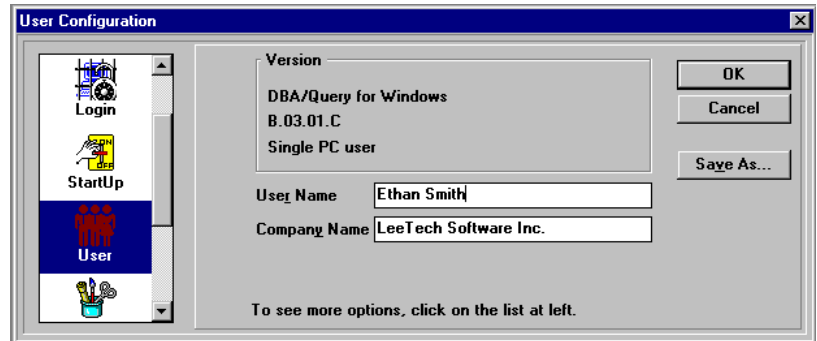 User Configuration
Login
ON
OFF
StartUp
User
Version
DBA/Query for Windows
B.03.01.C
Single PC user
User Name
Ethan Smith
Company Name
LeeTech Software Inc.
To see more options, click on the list at left.
OK
Cancel
Save As...